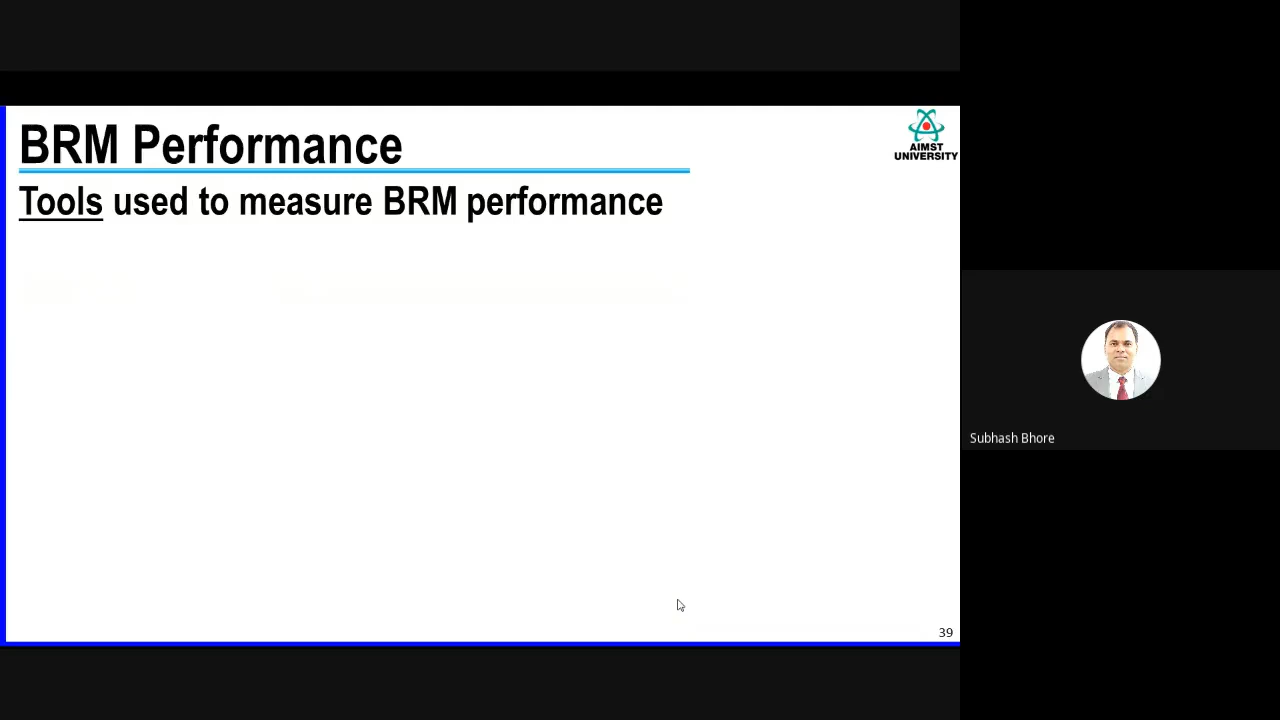 BRM Performance
AIMST
UNIVERSITY
Tools used to measure BRM performance
Subhash Bhore
39